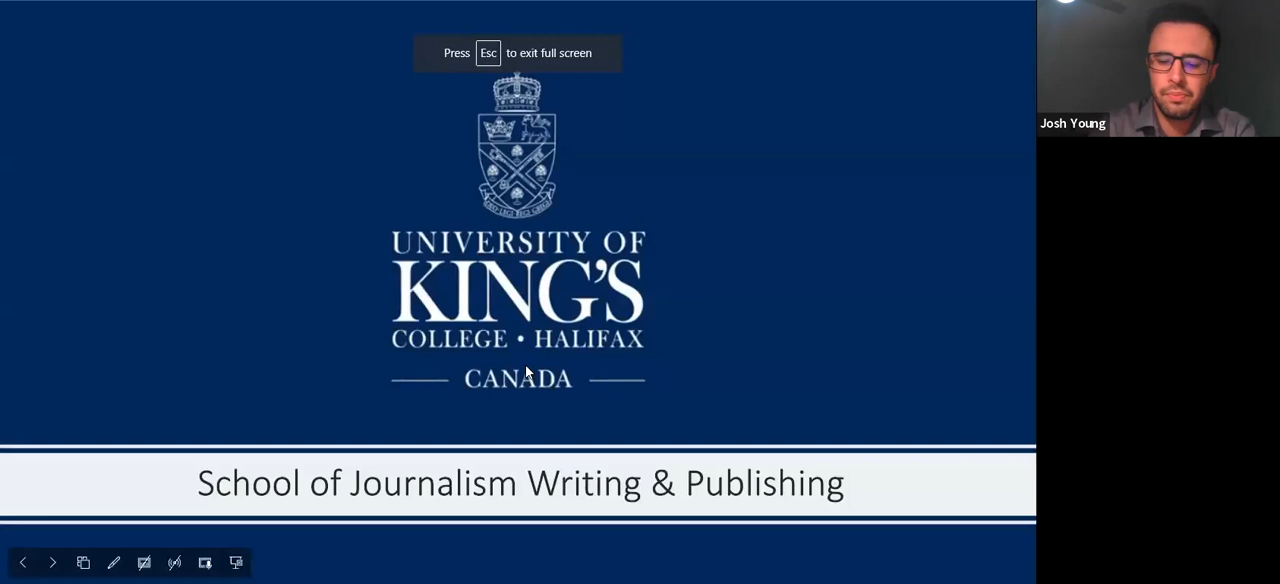 Press Esc to exit full screen
UNIVERSITY OF
KING'S
COLLEGE • HALIFAX
CANADA
School of Journalism Writing & Publishing
Josh Young